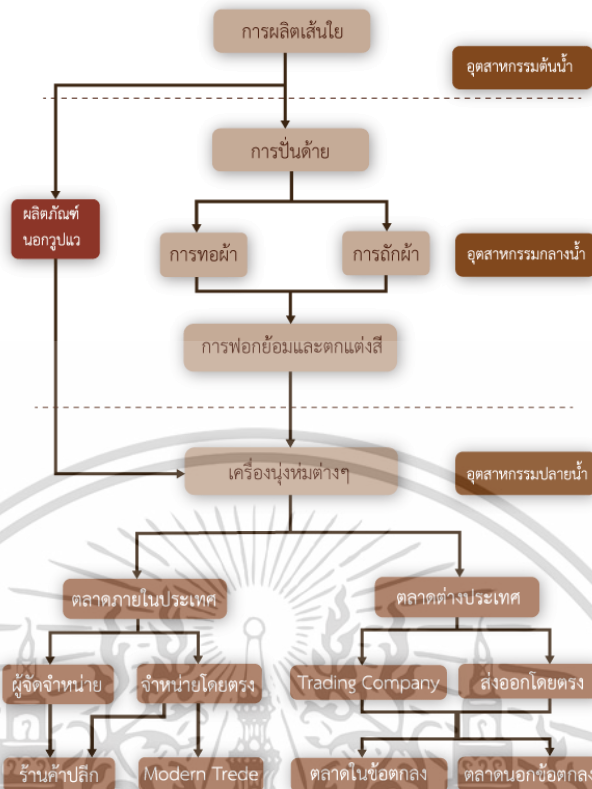 การผลิตเส้นใย
อุตสาหกรรมต้นน้ำ
การปั่นด้าย
ผลิตภัณฑ์
นอกวูปแว
การทอผ้า
การถักผ้า
อุตสาหกรรมกลางน้ำ
การฟอกย้อมและตกแต่งสี
เครื่องนุ่งห่มต่างๆ
อุตสาหกรรมปลายน้ำ
ตลาดภายในประเทศ
ตลาดต่างประเทศ
ผู้จัดจำหน่าย
จำหน่ายโดยตรง
Trading Company
ส่งออกโดยตรง
ร้านค้าปลีก
Modern Trede
ตลาดในข้อตกลง
ตลาดนอกข้อตกลง